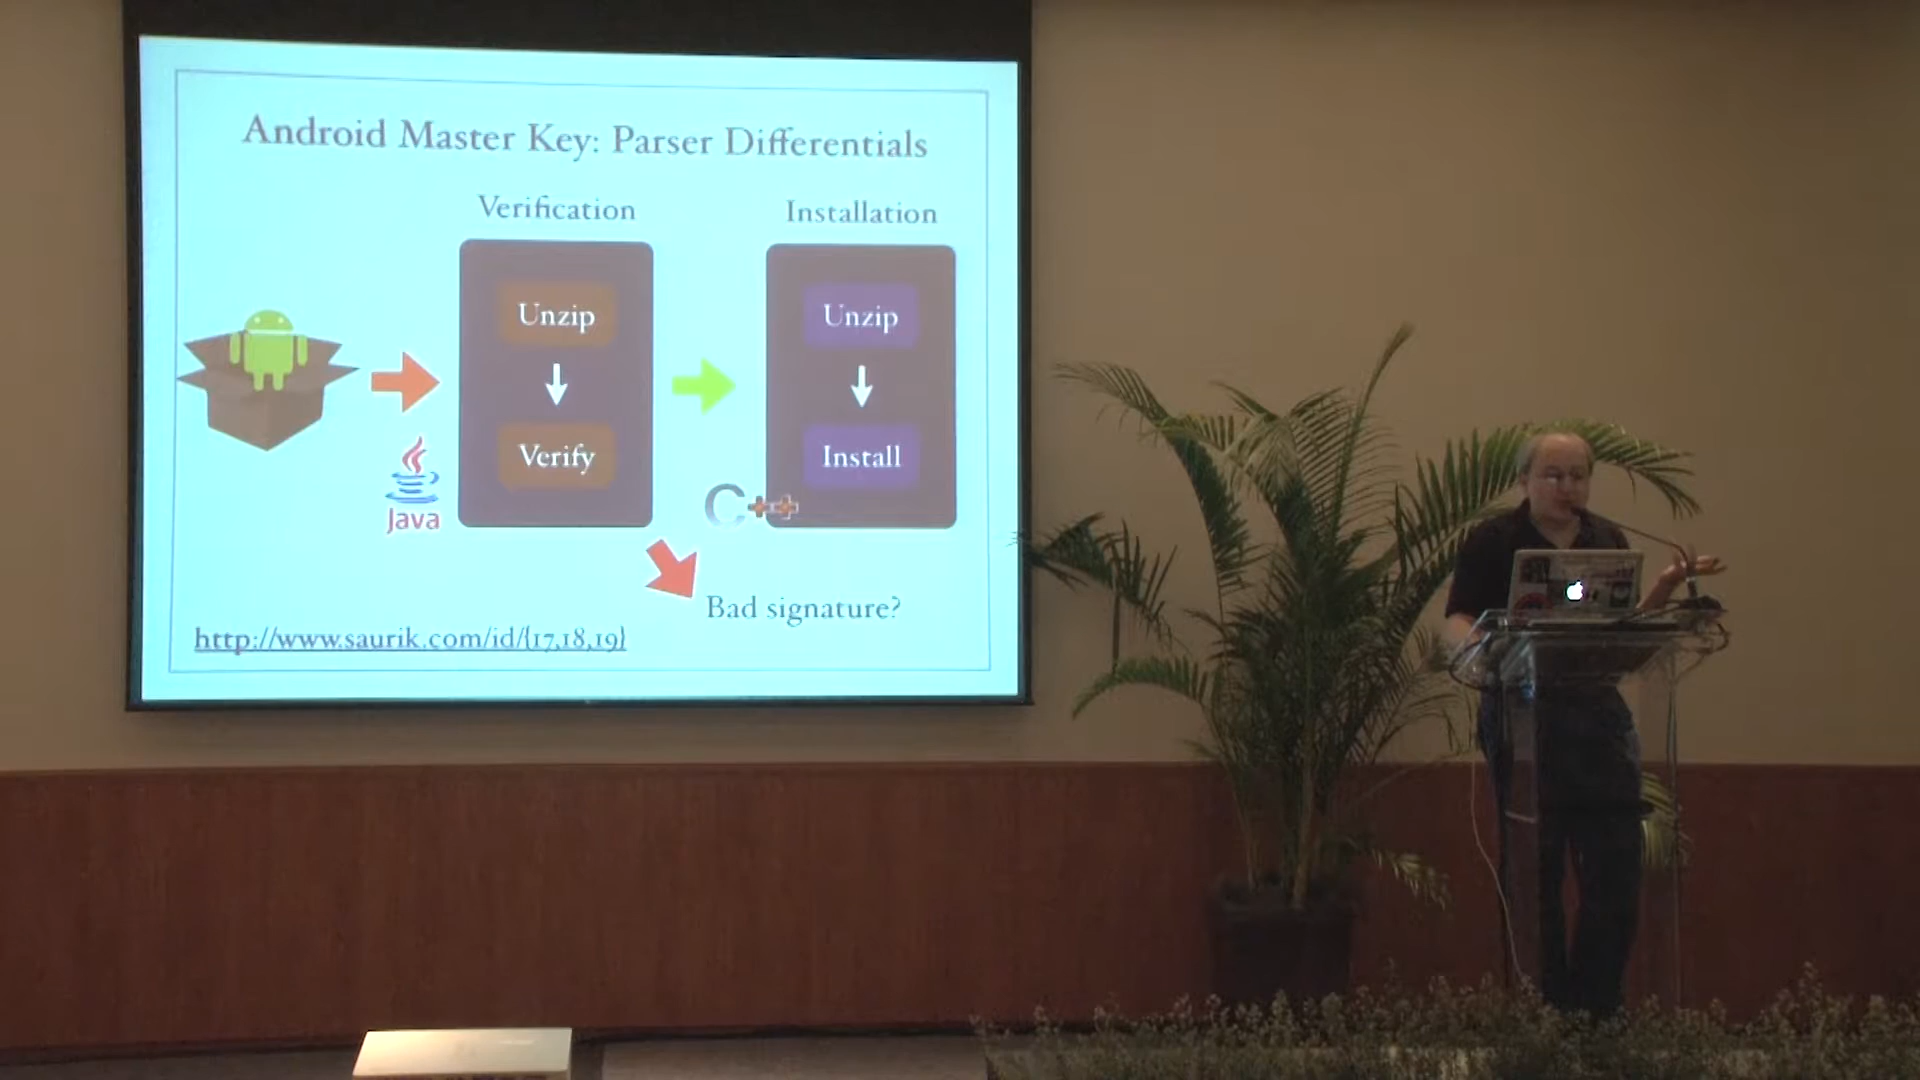 Android Master Key: Parser Differentials
Verification
Installation
Unzip
Unzip
Verify
Install
Java
C++
Bad signature?
http://www.saurik.com/id/{17,18,19}